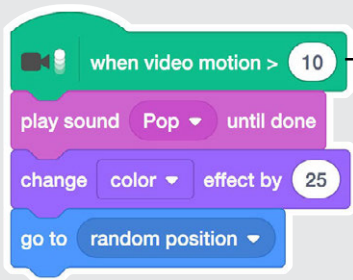 when video motion > 10
play sound Pop until done
change color effect by 25
go to random position